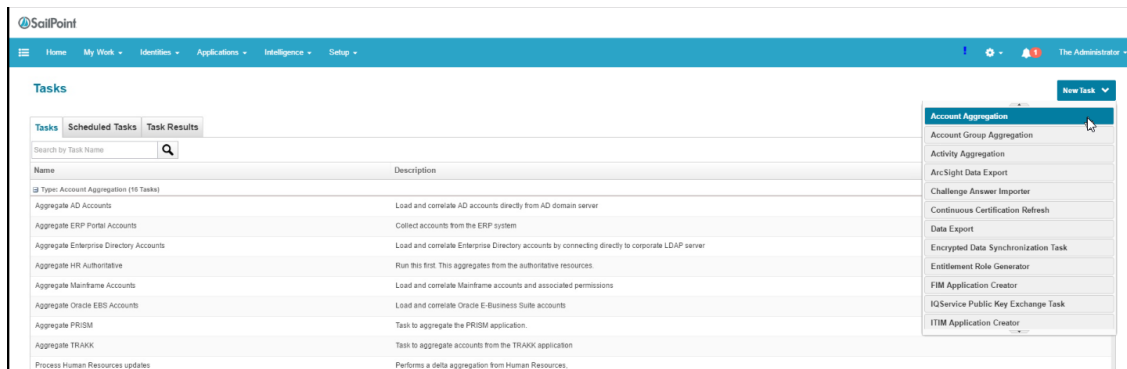 SailPoint
Home My Work Identities Applications Intelligence Setup ! 1 The Administrator
Tasks
New Task
Tasks Scheduled Tasks Task Results
Search by Task Name
Name Description
Type: Account Aggregation (16 Tasks)
Aggregate AD Accounts Load and correlate AD accounts directly from AD domain server
Aggregate ERP Portal Accounts Collect accounts from the ERP system
Aggregate Enterprise Directory Accounts Load and correlate Enterprise Directory accounts by connecting directly to corporate LDAP server
Aggregate HR Authoritative Run this first. This aggregates from the authoritative resources.
Aggregate Mainframe Accounts Load and correlate Mainframe accounts and associated permissions
Aggregate Oracle EBS Accounts Load and correlate Oracle E-Business Suite accounts
Aggregate PRISM Task to aggregate the PRISM application.
Aggregate TRAKK Task to aggregate accounts from the TRAKK application
Process Human Resources updates Performs a delta aggregation from Human Resources,
Account Aggregation
Account Group Aggregation
Activity Aggregation
ArcSight Data Export
Challenge Answer Importer
Continuous Certification Refresh
Data Export
Encrypted Data Synchronization Task
Entitlement Role Generator
FIM Application Creator
IQService Public Key Exchange Task
ITIM Application Creator